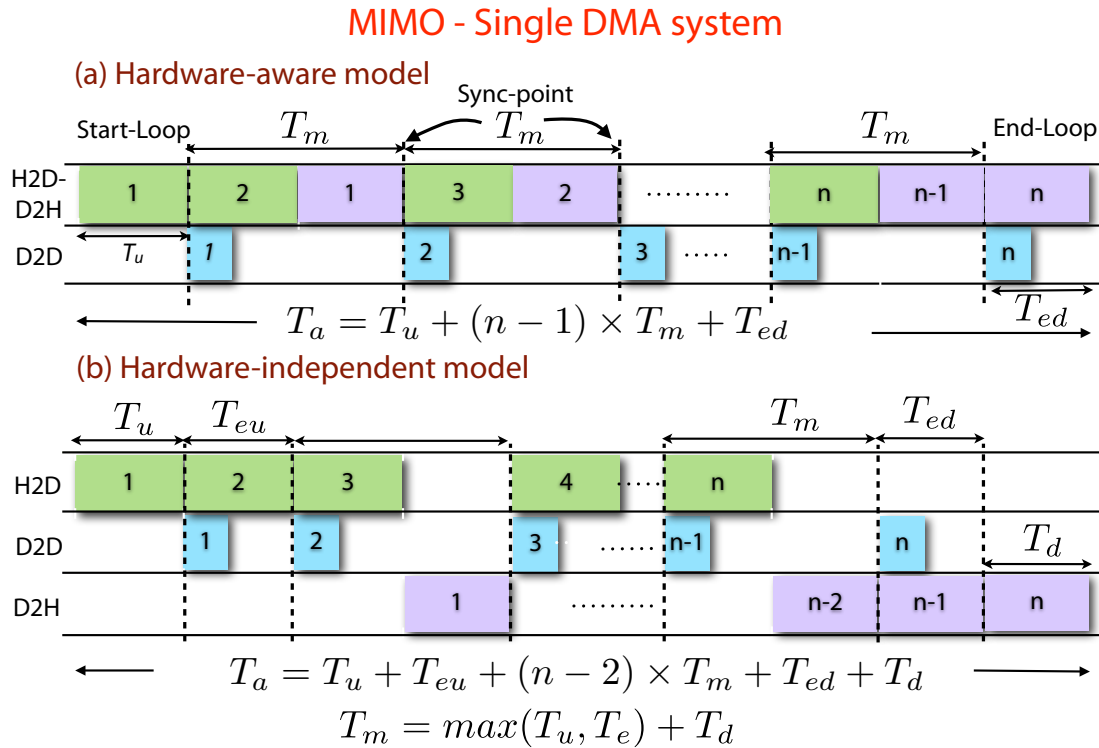 MIMO - Single DMA system
(a) Hardware-aware model
Sync-point
Start-Loop T_m T_m T_m End-Loop
H2D-
D2H
1 2 1 3 2 ......... n n-1 n
T_u
D2D 1 2 3 ..... n-1 n
T_a = T_u + (n − 1) × T_m + T_ed
T_ed
(b) Hardware-independent model
T_u T_eu T_m T_ed
H2D 1 2 3 4 ...... n
D2D 1 2 3 ...... n-1 n
T_d
D2H 1 ......... n-2 n-1 n
T_a = T_u + T_eu + (n − 2) × T_m + T_ed + T_d
T_m = max(T_u, T_e) + T_d